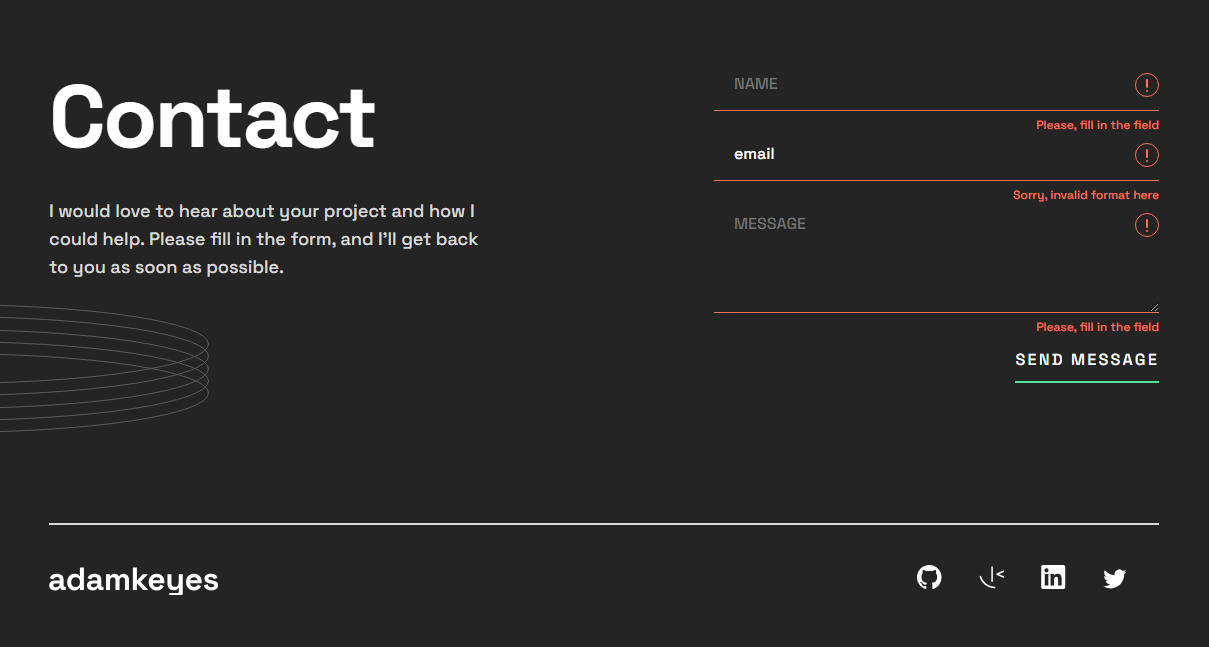 Contact
I would love to hear about your project and how I
could help. Please fill in the form, and I'll get back
to you as soon as possible.
NAME
Please, fill in the field
email
Sorry, invalid format here
MESSAGE
Please, fill in the field
SEND MESSAGE
adamkeyes
in